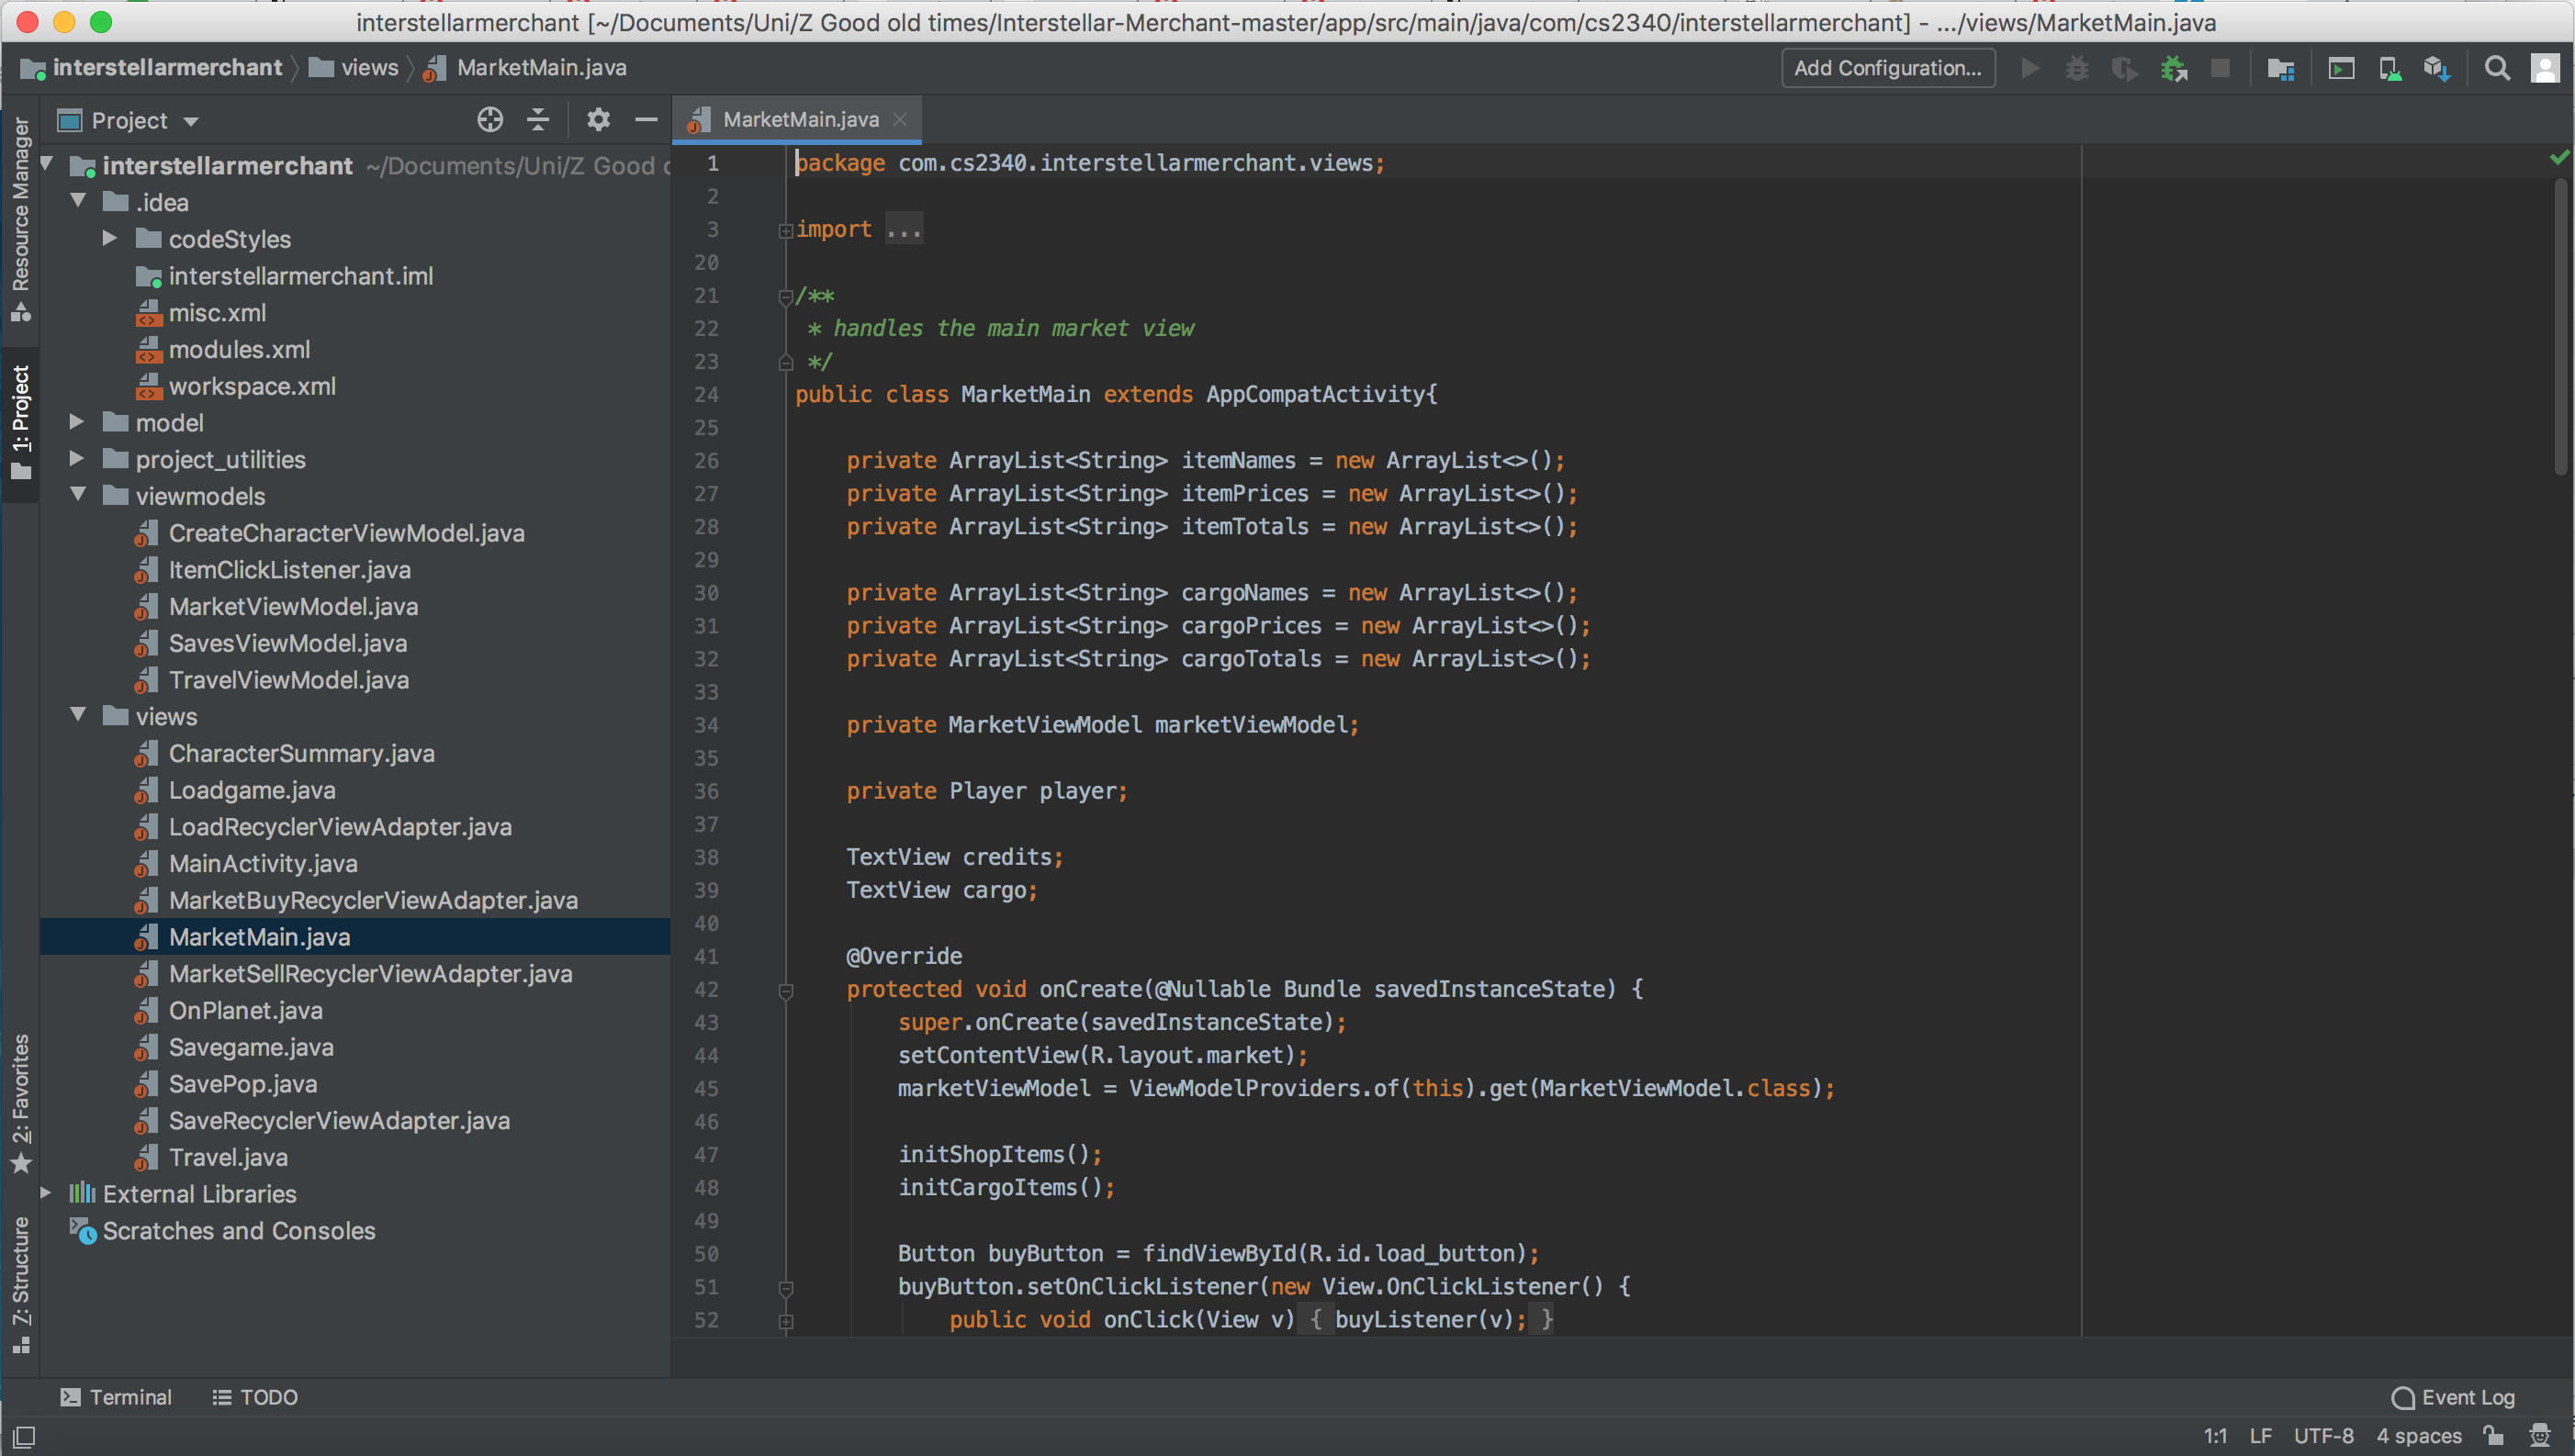 interstellarmerchant [~/Documents/Uni/Z Good old times/Interstellar-Merchant-master/app/src/main/java/com/cs2340/interstellarmerchant] - .../views/MarketMain.java
interstellarmerchant views MarketMain.java
Add Configuration...
Resource Manager
1: Project
2: Favorites
7: Structure
Project
interstellarmerchant ~/Documents/Uni/Z Good
.idea
codeStyles
interstellarmerchant.iml
misc.xml
modules.xml
workspace.xml
model
project_utilities
viewmodels
CreateCharacterViewModel.java
ItemClickListener.java
MarketViewModel.java
SavesViewModel.java
TravelViewModel.java
views
CharacterSummary.java
Loadgame.java
LoadRecyclerViewAdapter.java
MainActivity.java
MarketBuyRecyclerViewAdapter.java
MarketMain.java
MarketSellRecyclerViewAdapter.java
OnPlanet.java
Savegame.java
SavePop.java
SaveRecyclerViewAdapter.java
Travel.java
External Libraries
Scratches and Consoles
MarketMain.java
1 package com.cs2340.interstellarmerchant.views;
2
3 import ...
20
21 /**
22 * handles the main market view
23 */
24 public class MarketMain extends AppCompatActivity{
25
26 private ArrayList<String> itemNames = new ArrayList<>();
27 private ArrayList<String> itemPrices = new ArrayList<>();
28 private ArrayList<String> itemTotals = new ArrayList<>();
29
30 private ArrayList<String> cargoNames = new ArrayList<>();
31 private ArrayList<String> cargoPrices = new ArrayList<>();
32 private ArrayList<String> cargoTotals = new ArrayList<>();
33
34 private MarketViewModel marketViewModel;
35
36 private Player player;
37
38 TextView credits;
39 TextView cargo;
40
41 @Override
42 protected void onCreate(@Nullable Bundle savedInstanceState) {
43 super.onCreate(savedInstanceState);
44 setContentView(R.layout.market);
45 marketViewModel = ViewModelProviders.of(this).get(MarketViewModel.class);
46
47 initShopItems();
48 initCargoItems();
49
50 Button buyButton = findViewById(R.id.load_button);
51 buyButton.setOnClickListener(new View.OnClickListener() {
52 public void onClick(View v) { buyListener(v); }
Terminal TODO
Event Log
1:1 LF UTF-8 4 spaces